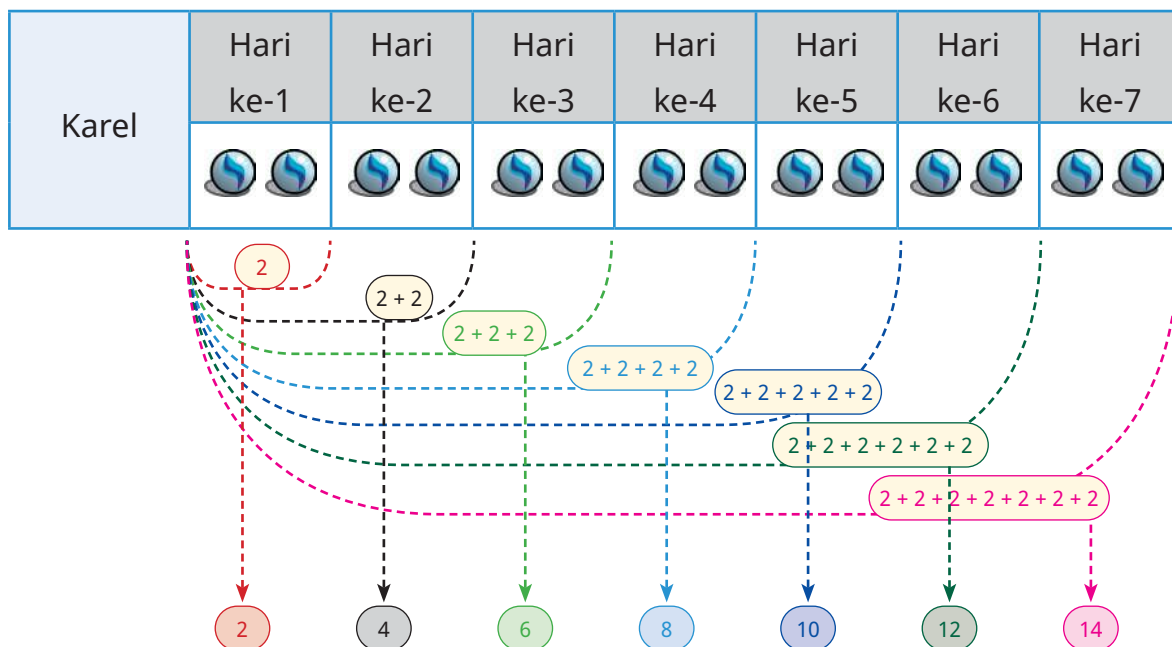 Karel
Hari
ke-1
Hari
ke-2
Hari
ke-3
Hari
ke-4
Hari
ke-5
Hari
ke-6
Hari
ke-7
2
2 + 2
2 + 2 + 2
2 + 2 + 2 + 2
2 + 2 + 2 + 2 + 2
2 + 2 + 2 + 2 + 2 + 2
2 + 2 + 2 + 2 + 2 + 2 + 2
2
4
6
8
10
12
14